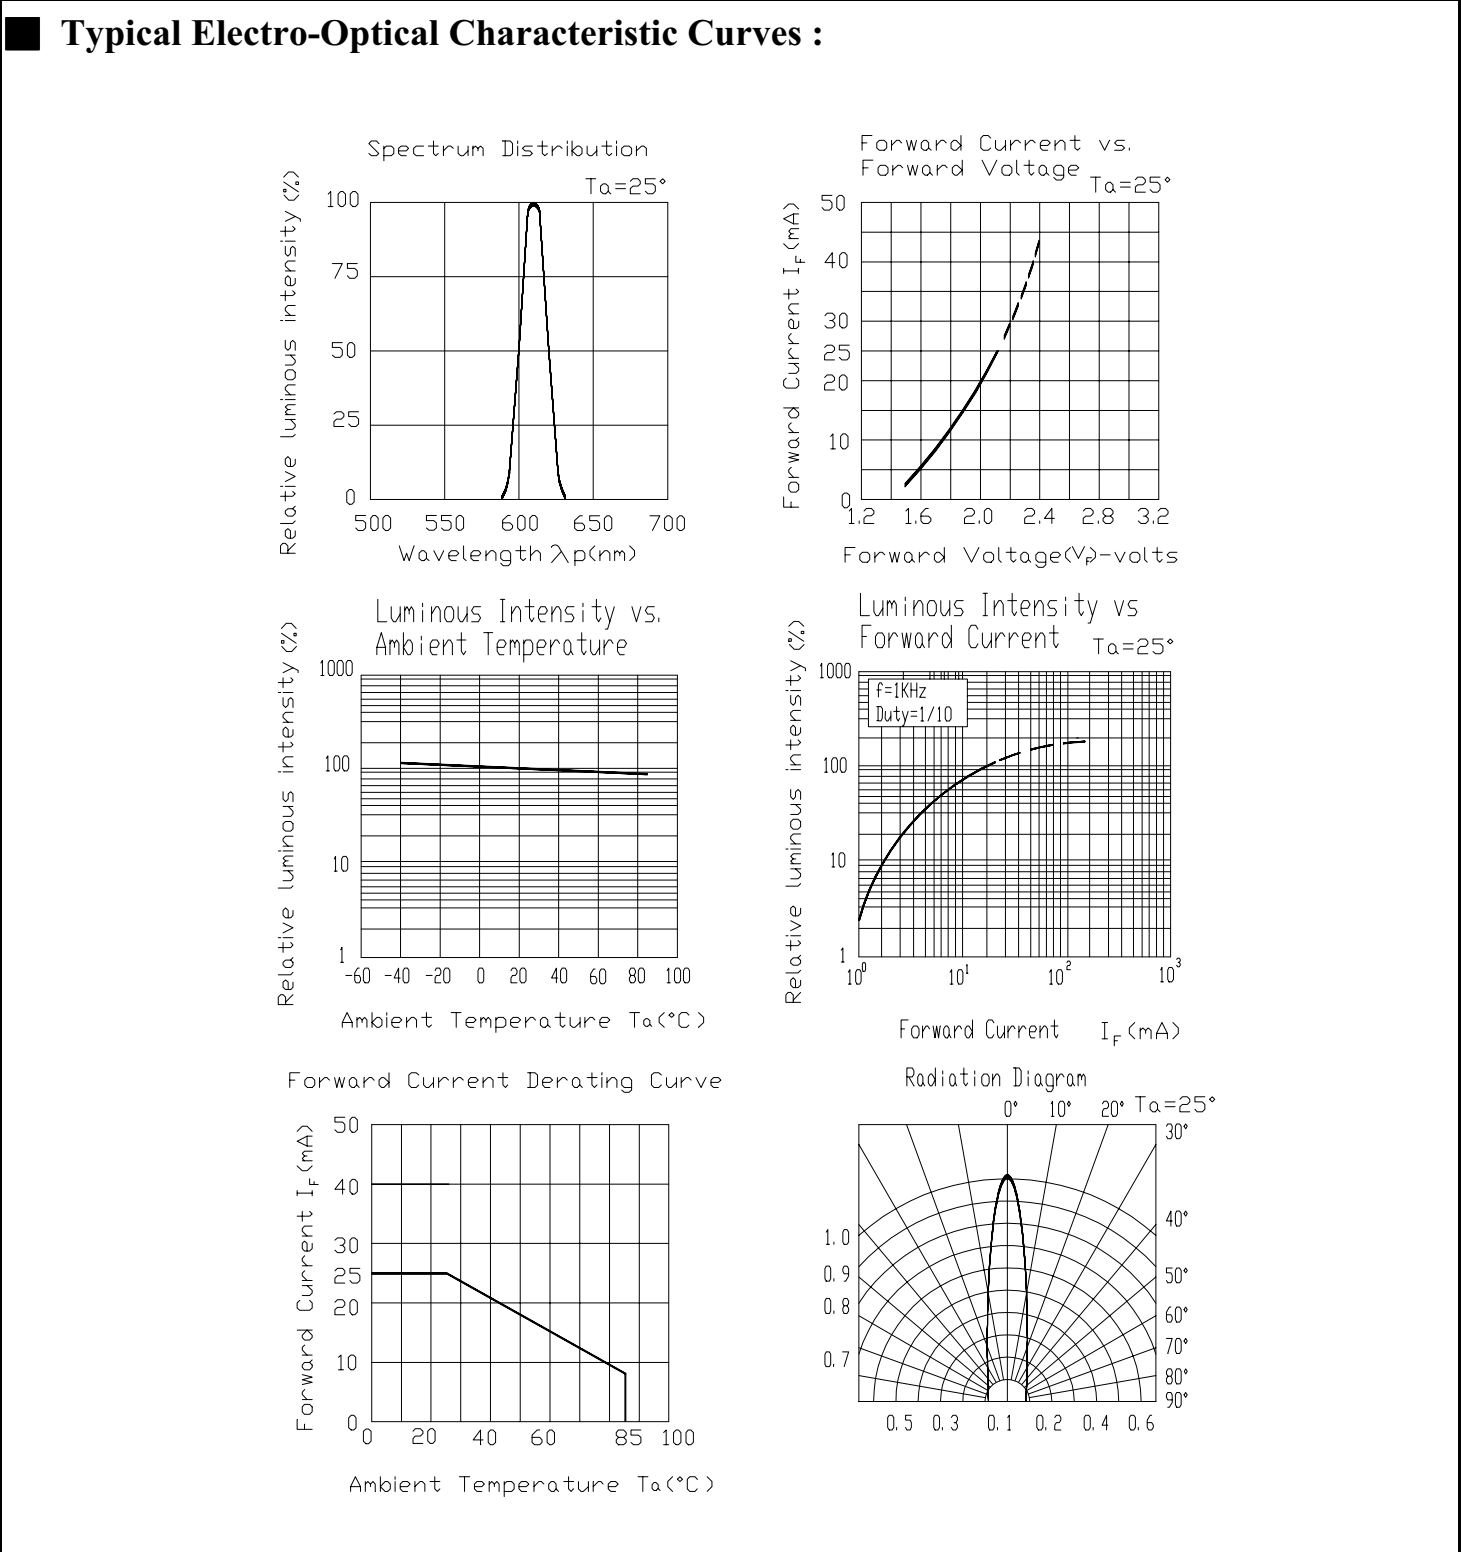 Typical Electro-Optical Characteristic Curves :
Spectrum Distribution
Ta=25°
Relative luminous intensity (%)
100
75
50
25
0
500 550 600 650 700
Wavelength λp(nm)
Forward Current vs.
Forward Voltage
Ta=25°
Forward Current IF(mA)
50
40
30
25
20
10
0
1.2 1.6 2.0 2.4 2.8 3.2
Forward Voltage(VF)-volts
Luminous Intensity vs.
Ambient Temperature
Relative luminous intensity (%)
1000
100
10
1
-60 -40 -20 0 20 40 60 80 100
Ambient Temperature Ta(°C)
Luminous Intensity vs
Forward Current
Ta=25°
Relative luminous intensity (%)
f=1KHz
Duty=1/10
1000
100
10
1
10⁰ 10¹ 10² 10³
Forward Current IF(mA)
Forward Current Derating Curve
Forward Current IF(mA)
50
40
30
25
20
10
0
0 20 40 60 85 100
Ambient Temperature Ta(°C)
Radiation Diagram
0° 10° 20° Ta=25°
30°
40°
50°
60°
70°
80°
90°
1.0
0.9
0.8
0.7
0.5 0.3 0.1 0.2 0.4 0.6